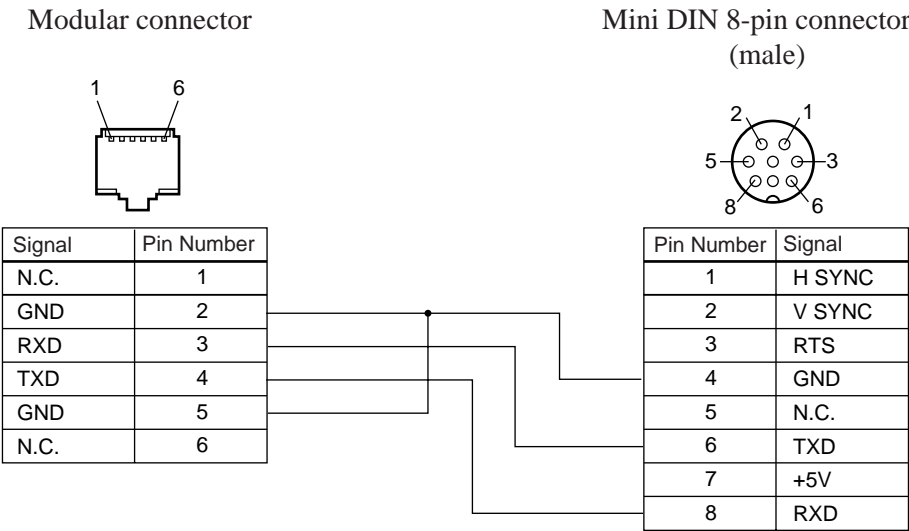 Modular connector
Mini DIN 8-pin connector
(male)
1 6
2 1
5 3
8 6
Signal Pin Number
N.C. 1
GND 2
RXD 3
TXD 4
GND 5
N.C. 6
Pin Number Signal
1 H SYNC
2 V SYNC
3 RTS
4 GND
5 N.C.
6 TXD
7 +5V
8 RXD